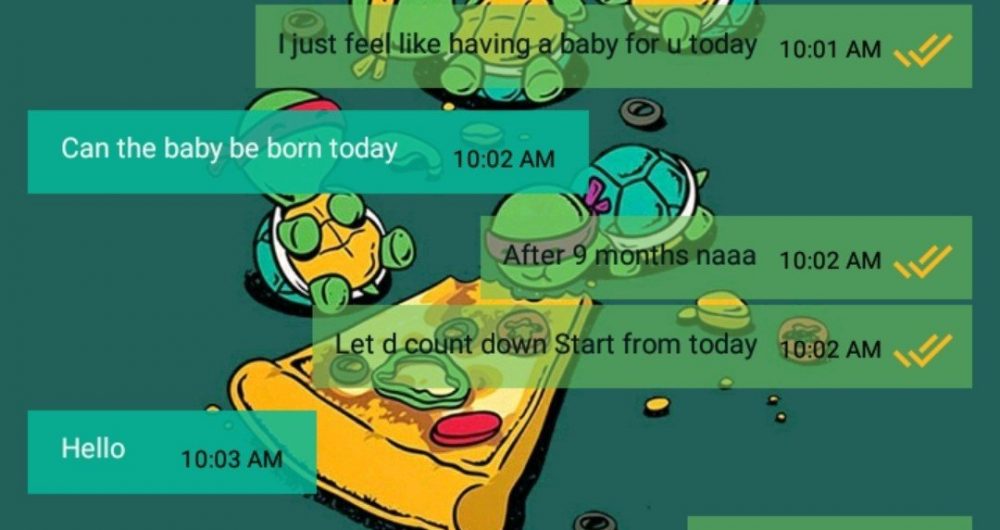 I just feel like having a baby for u today 10:01 AM
Can the baby be born today 10:02 AM
After 9 months naaa 10:02 AM
Let d count down Start from today 10:02 AM
Hello 10:03 AM